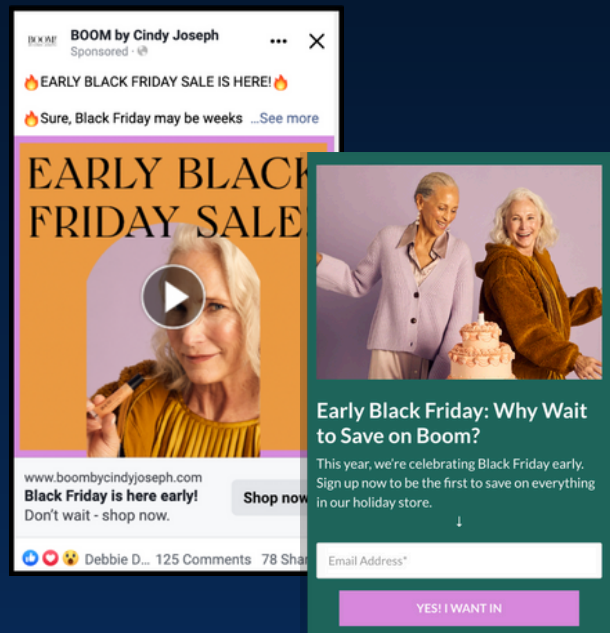 BOOM!
BOOM by Cindy Joseph
Sponsored ·
🔥EARLY BLACK FRIDAY SALE IS HERE!🔥
🔥Sure, Black Friday may be weeks ...See more
EARLY BLACK
FRIDAY SALE
www.boombycindyjoseph.com
Black Friday is here early!
Don't wait - shop now.
Shop now
Debbie D... 125 Comments 78 Shar
Early Black Friday: Why Wait
to Save on Boom?
This year, we're celebrating Black Friday early.
Sign up now to be the first to save on everything
in our holiday store.
↓
Email Address*
YES! I WANT IN